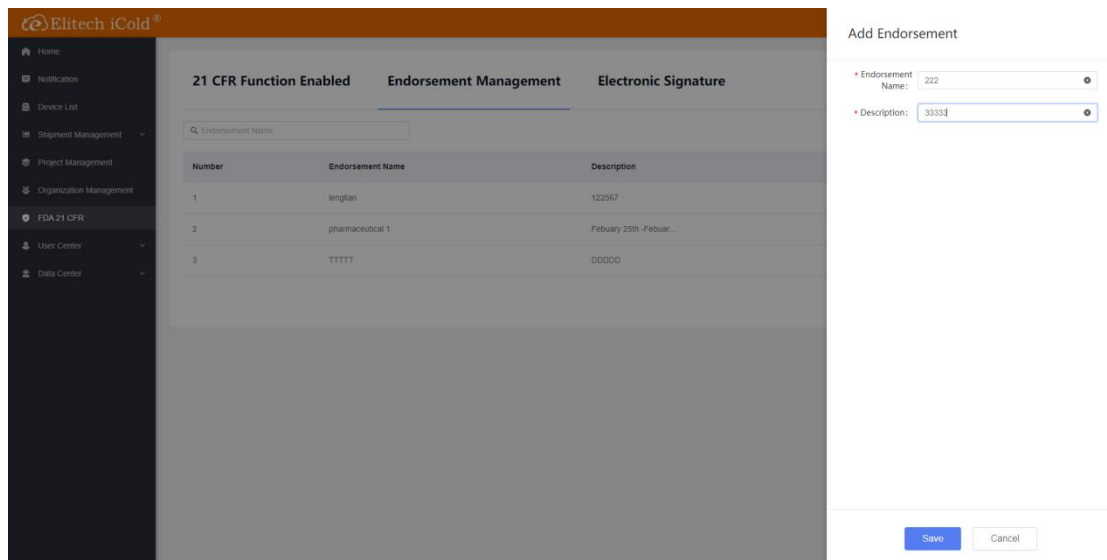 Elitech iCold®
Home
Notification
Device List
Shipment Management
Project Management
Organization Management
FDA 21 CFR
User Center
Data Center
21 CFR Function Enabled Endorsement Management Electronic Signature
Endorsement Name
Number Endorsement Name Description
1 lenglian 122567
2 pharmaceutical 1 Febuary 25th -Febuar...
3 TTTTT DDDDD
Add Endorsement
* Endorsement
Name: 222
* Description: 33333
Save Cancel